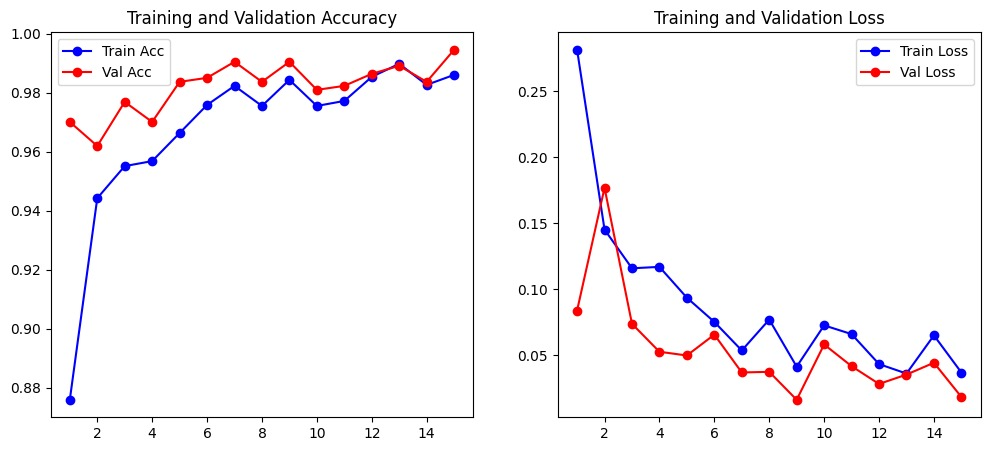 Training and Validation Accuracy
Train Acc
Val Acc
1.00
0.98
0.96
0.94
0.92
0.90
0.88
2 4 6 8 10 12 14
Training and Validation Loss
Train Loss
Val Loss
0.25
0.20
0.15
0.10
0.05
2 4 6 8 10 12 14